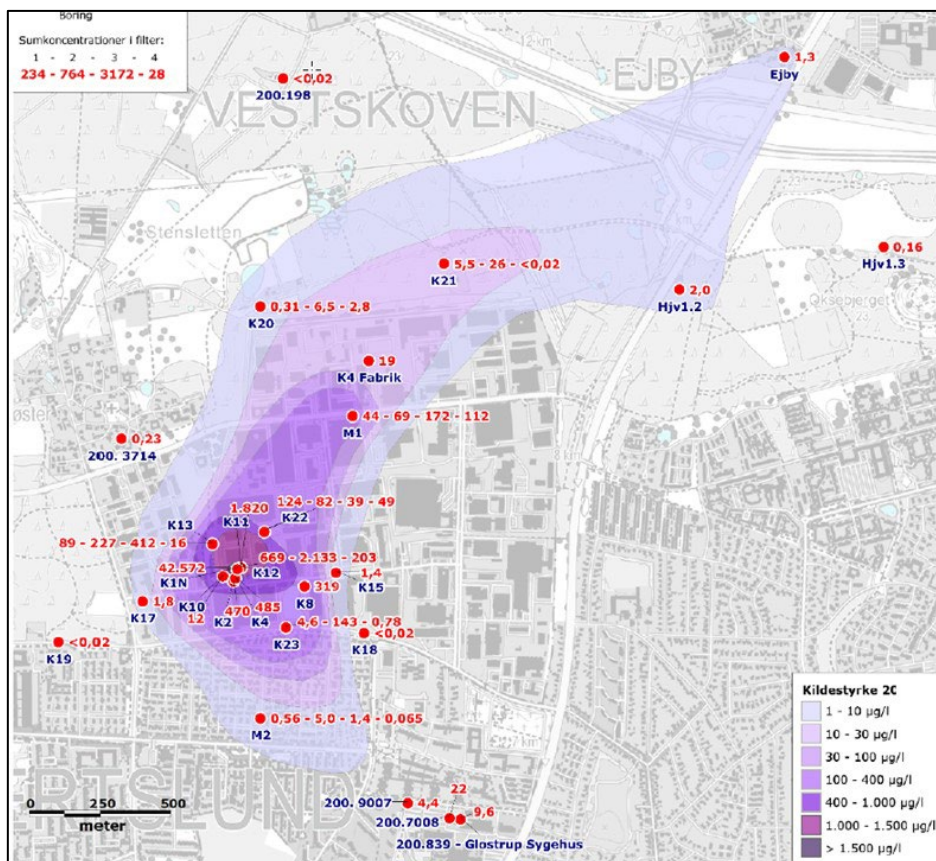 Boring
Sumkoncentrationer i filter:
1 - 2 - 3 - 4
234 - 764 - 3172 - 28
<0,02
200.198
VESTSKOVEN
EJBY
1,3
Ejby
Stensletten
5,5 - 26 - <0,02
K21
0,16
Hjv1.3
Oksebjerget
2,0
Hjv1.2
0,31 - 6,5 - 2,8
K20
19
K4 Fabrik
44 - 69 - 172 - 112
M1
0,23
200. 3714
124 - 82 - 39 - 49
1.820
K22
K11
K13
89 - 227 - 412 - 16
669 - 2.133 - 203
42.572
K12
K1N
1,4
K15
K10
319
K8
1,8
K17
12
K2
470
485
K4
4,6 - 143 - 0,78
K23
<0,02
K18
<0,02
K19
0,56 - 5,0 - 1,4 - 0,065
M2
RTSLUND
Kildestyrke 20
1 - 10 µg/l
10 - 30 µg/l
30 - 100 µg/l
100 - 400 µg/l
400 - 1.000 µg/l
1.000 - 1.500 µg/l
> 1.500 µg/l
0 250 500
meter
22
200. 9007
4,4
200.7008
9,6
200.839 - Glostrup Sygehus